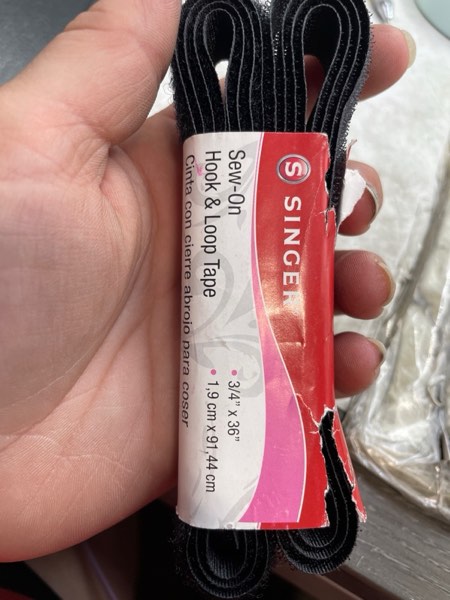 S SINGER
Sew-On
Hook & Loop Tape
Cinta con cierre abrojo para coser
• 3/4" x 36"
• 1,9 cm x 91,44 cm